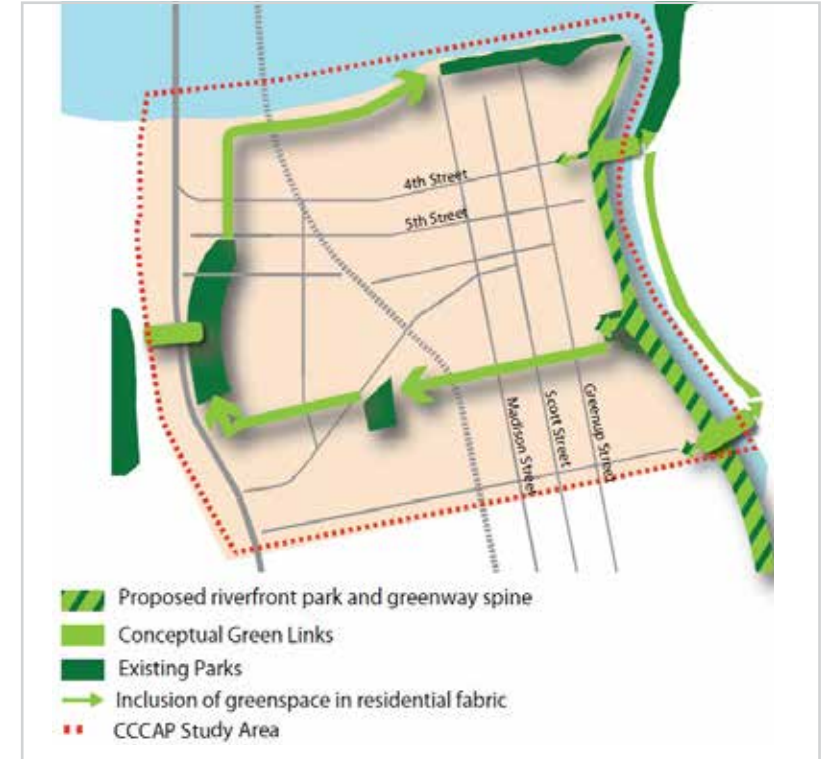 4th Street
5th Street
Madison Street
Scott Street
Greenup Street
Proposed riverfront park and greenway spine
Conceptual Green Links
Existing Parks
Inclusion of greenspace in residential fabric
CCCAP Study Area